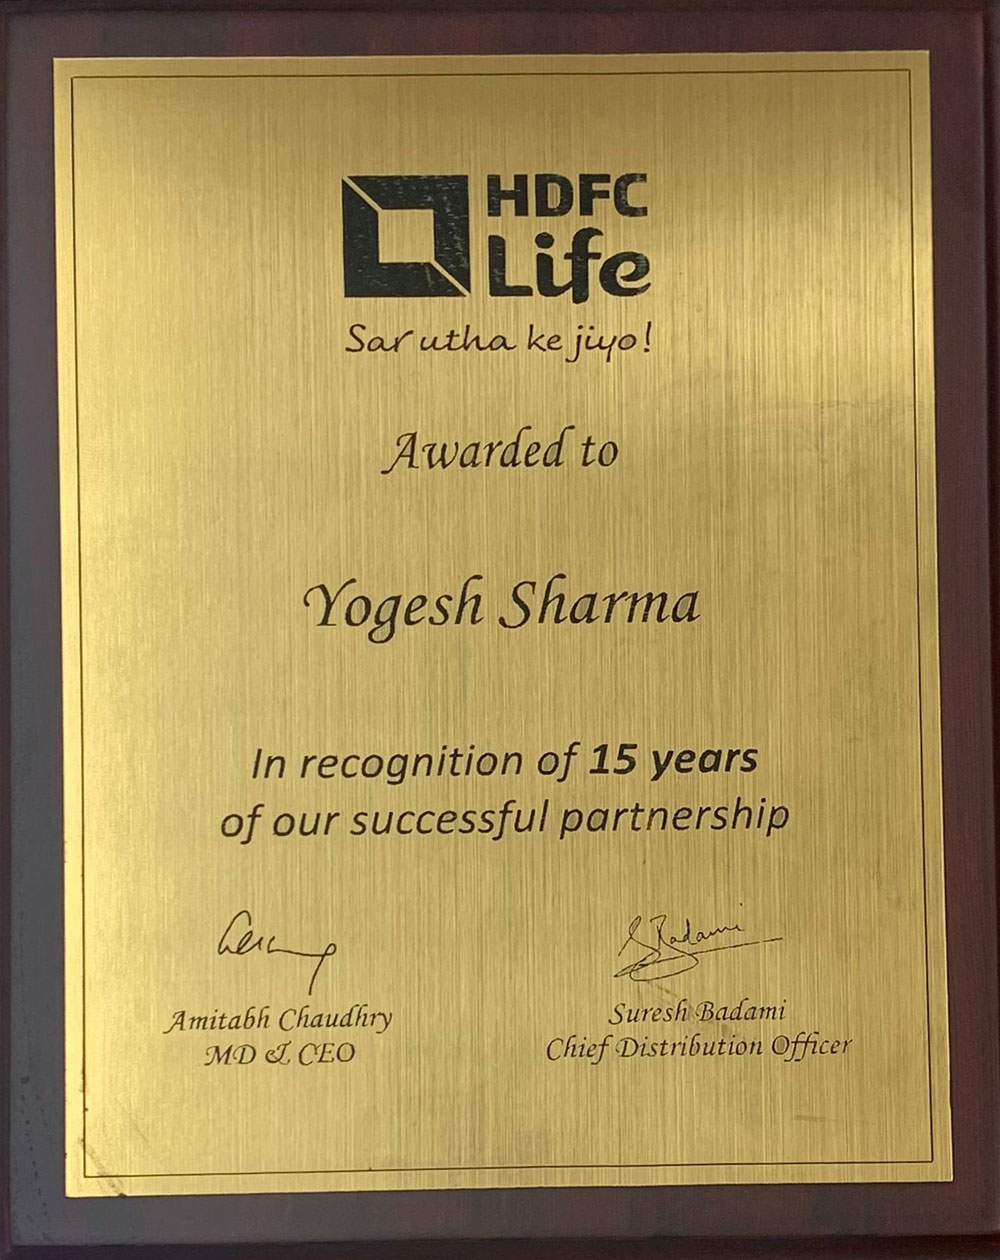 HDFC
Life
Sar utha ke jiyo!
Awarded to
Yogesh Sharma
In recognition of 15 years
of our successful partnership
S Badami
Amitabh Chaudhry
MD & CEO
Suresh Badami
Chief Distribution Officer